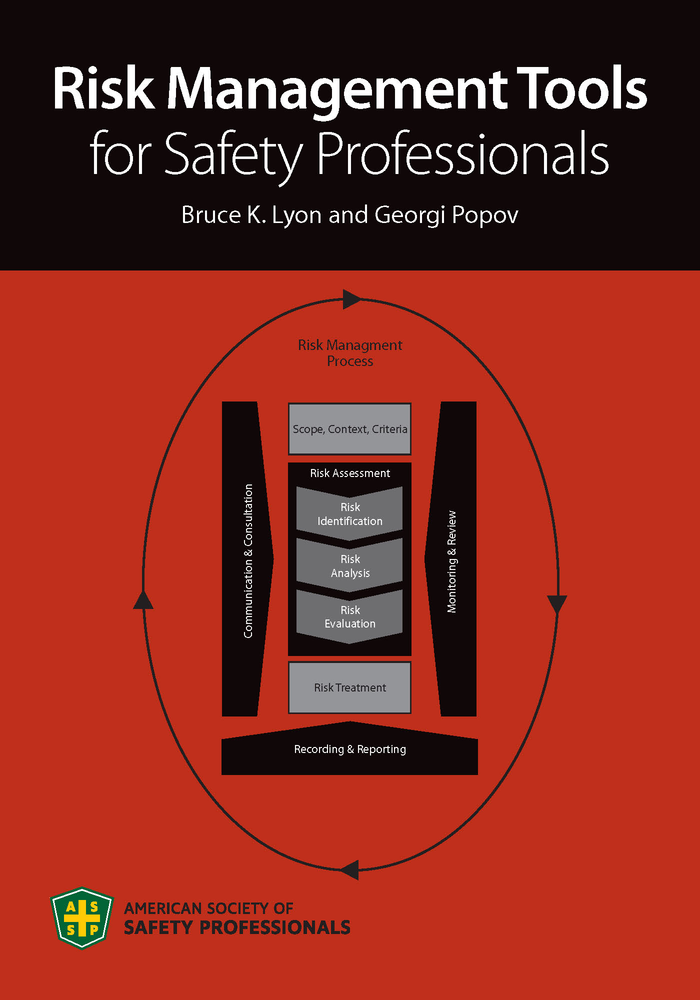 Risk Management Tools
for Safety Professionals
Bruce K. Lyon and Georgi Popov
Risk Managment
Process
Scope, Context, Criteria
Risk Assessment
Risk
Identification
Risk
Analysis
Risk
Evaluation
Communication & Consultation
Monitoring & Review
Risk Treatment
Recording & Reporting
A S
S P
AMERICAN SOCIETY OF
SAFETY PROFESSIONALS